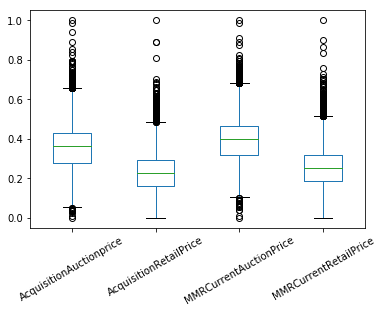 1.0
0.8
0.6
0.4
0.2
0.0
AcquisitionAuctionprice
AcquisitionRetailPrice
MMRCurrentAuctionPrice
MMRCurrentRetailPrice